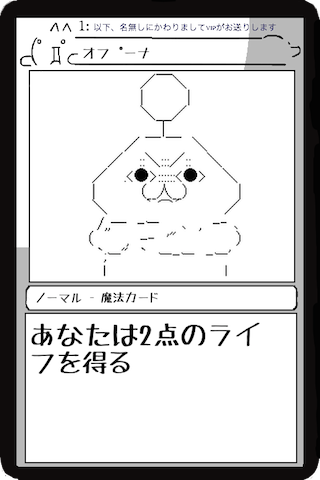 1: 以下、名無しにかわりましてVIPがお送りします
オプーナ
ノーマル - 魔法カード
あなたは2点のライ
フを得る